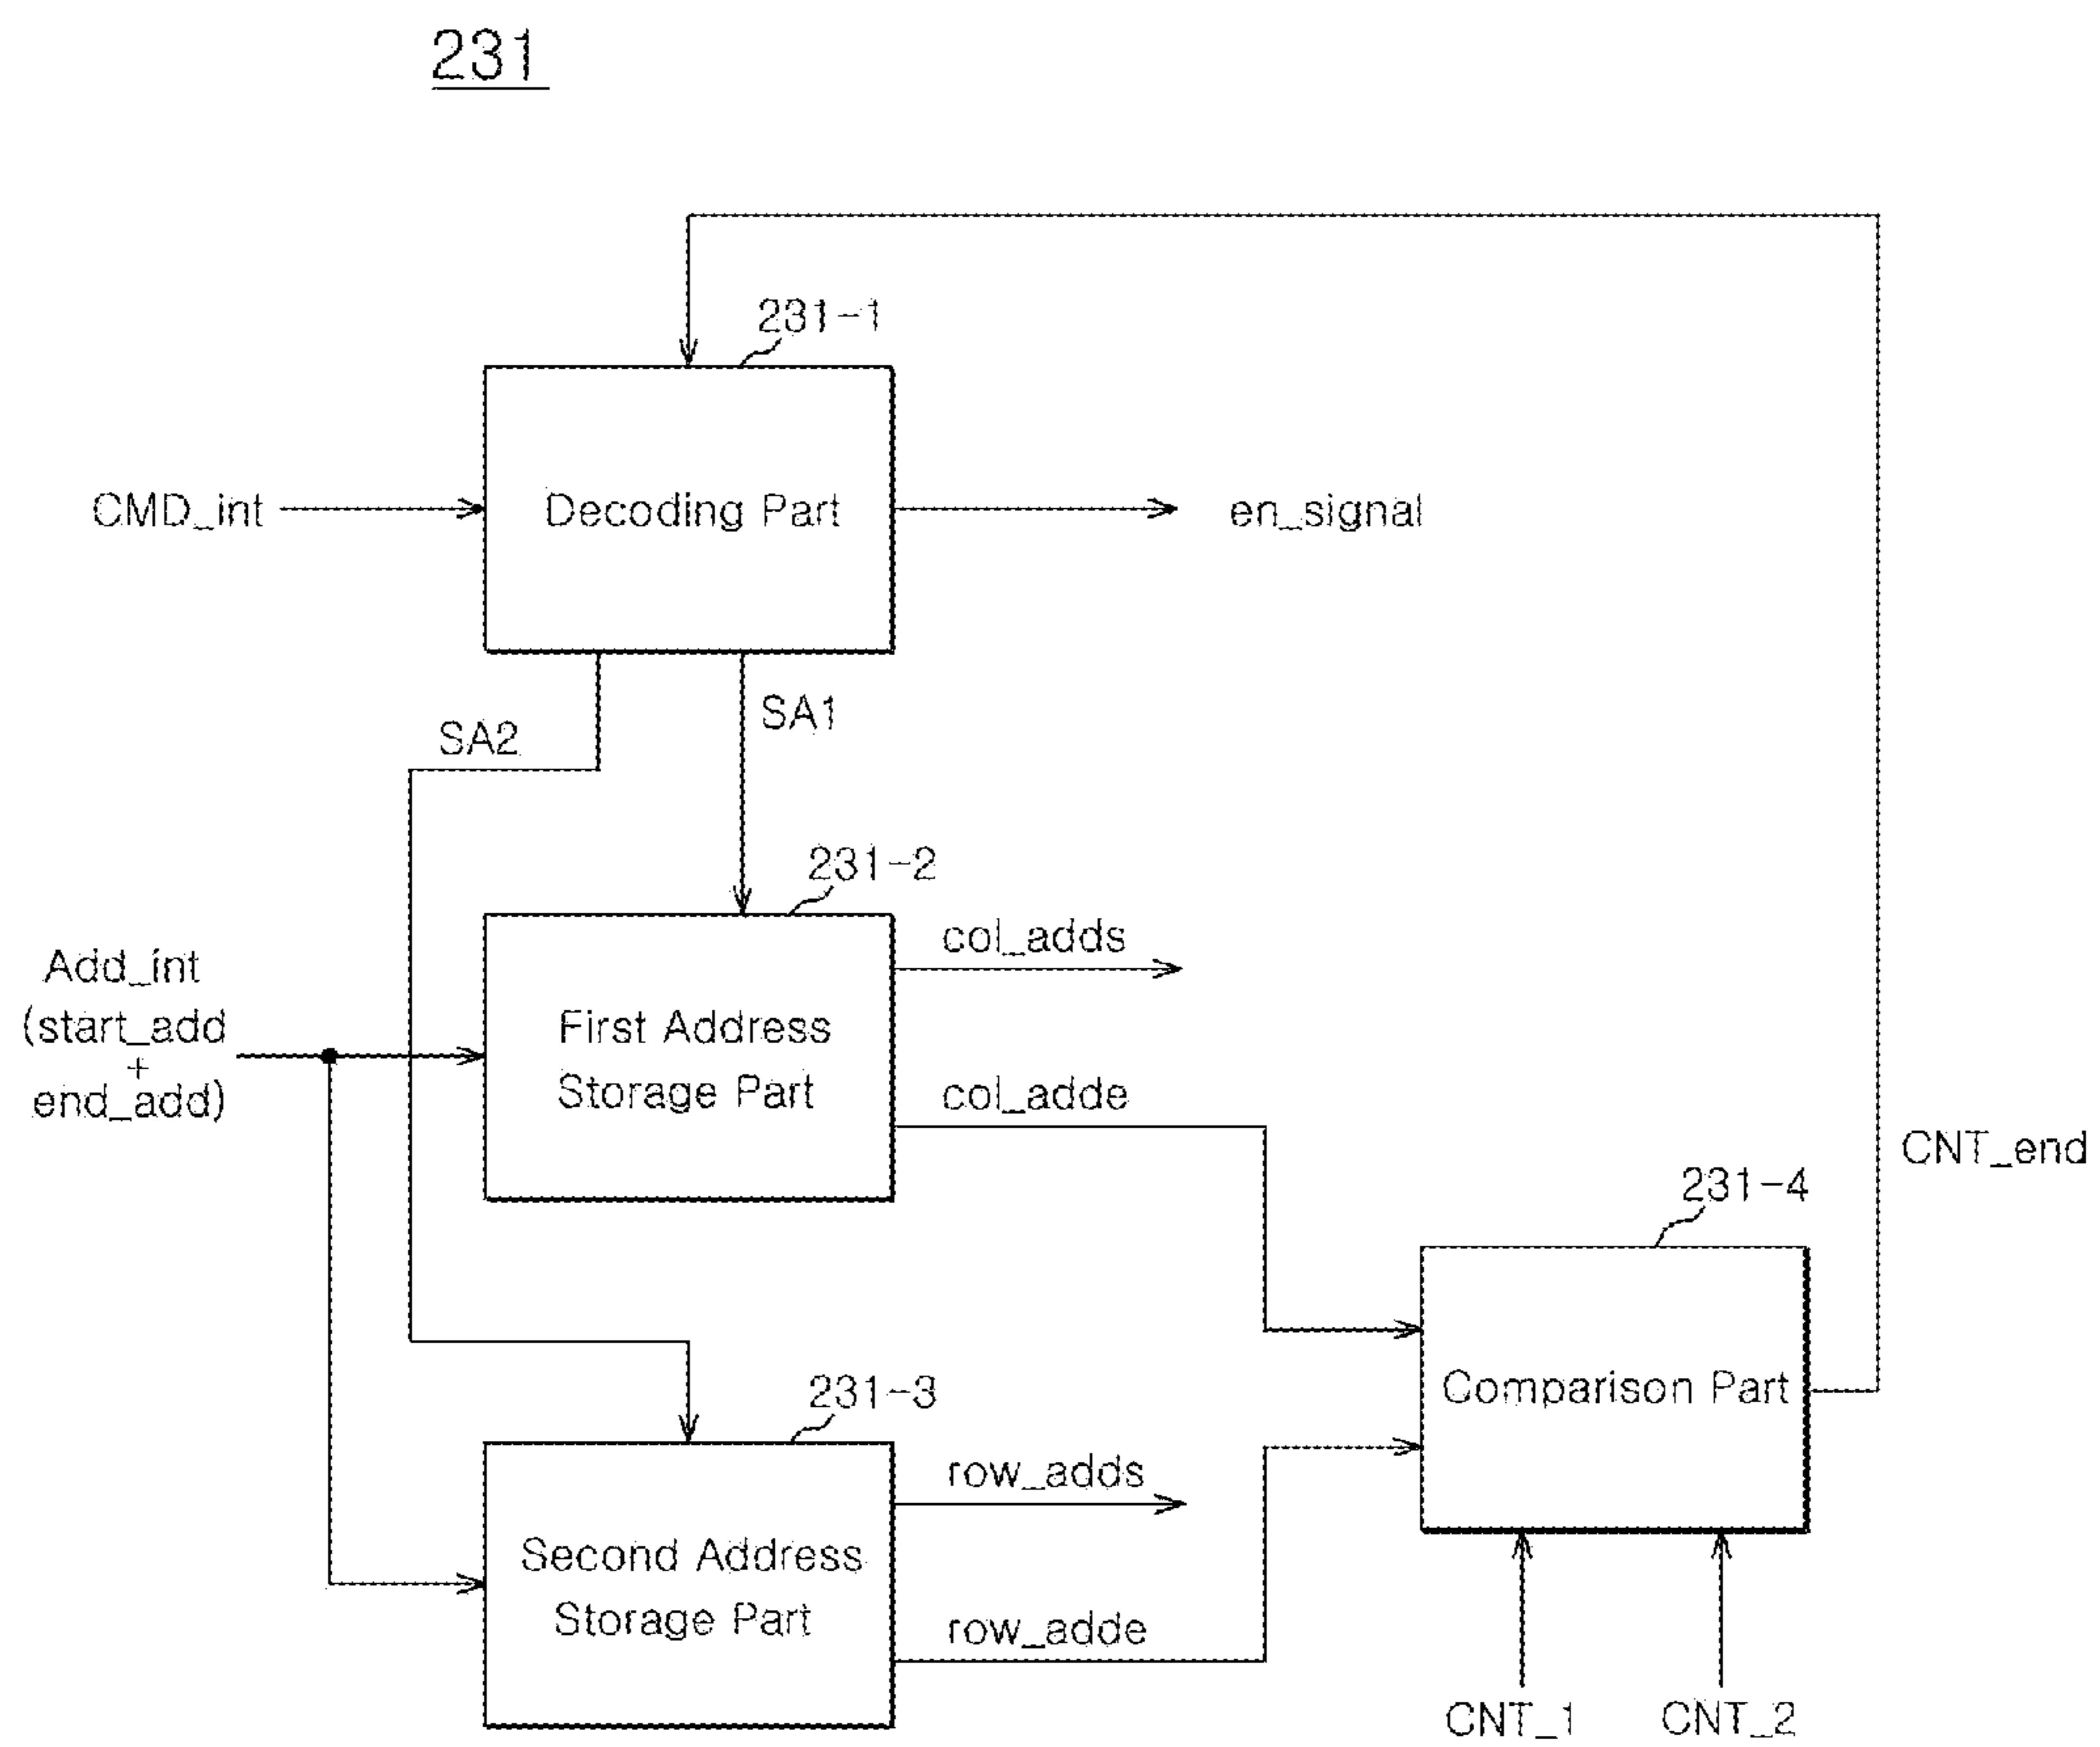 231
231-1
CMD_int
Decoding Part
en_signal
SA1
SA2
231-2
col_adds
Add_int
(start_add
+
end_add)
First Address
Storage Part
col_adde
CNT_end
231-4
Comparison Part
231-3
row_adds
Second Address
Storage Part
row_adde
CNT_1
CNT_2